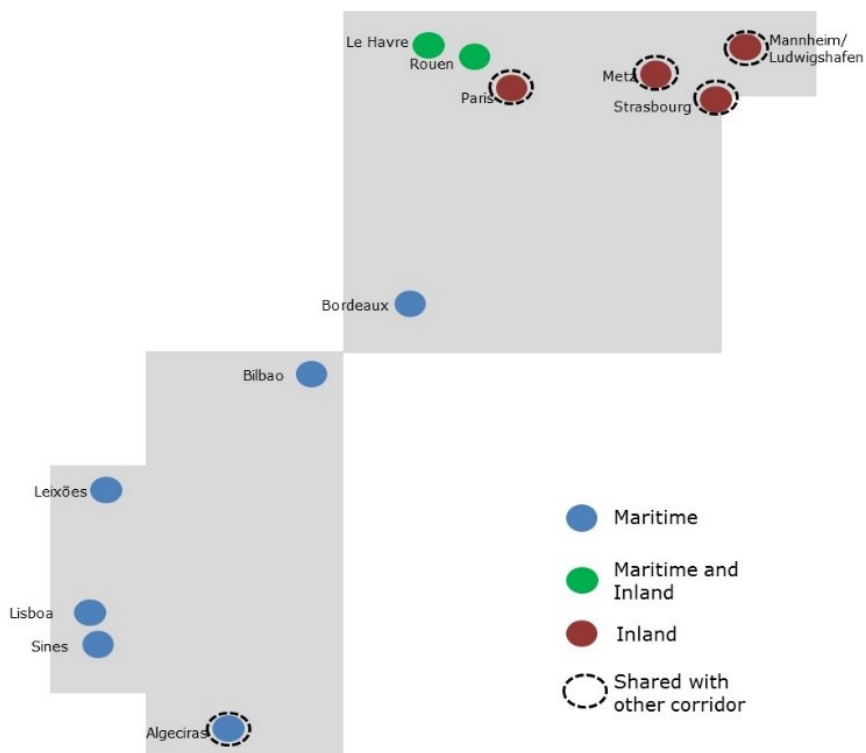 Le Havre
Rouen
Paris
Metz
Strasbourg
Mannheim/
Ludwigshafen
Bordeaux
Bilbao
Leixões
Lisboa
Sines
Algeciras
Maritime
Maritime and
Inland
Inland
Shared with
other corridor